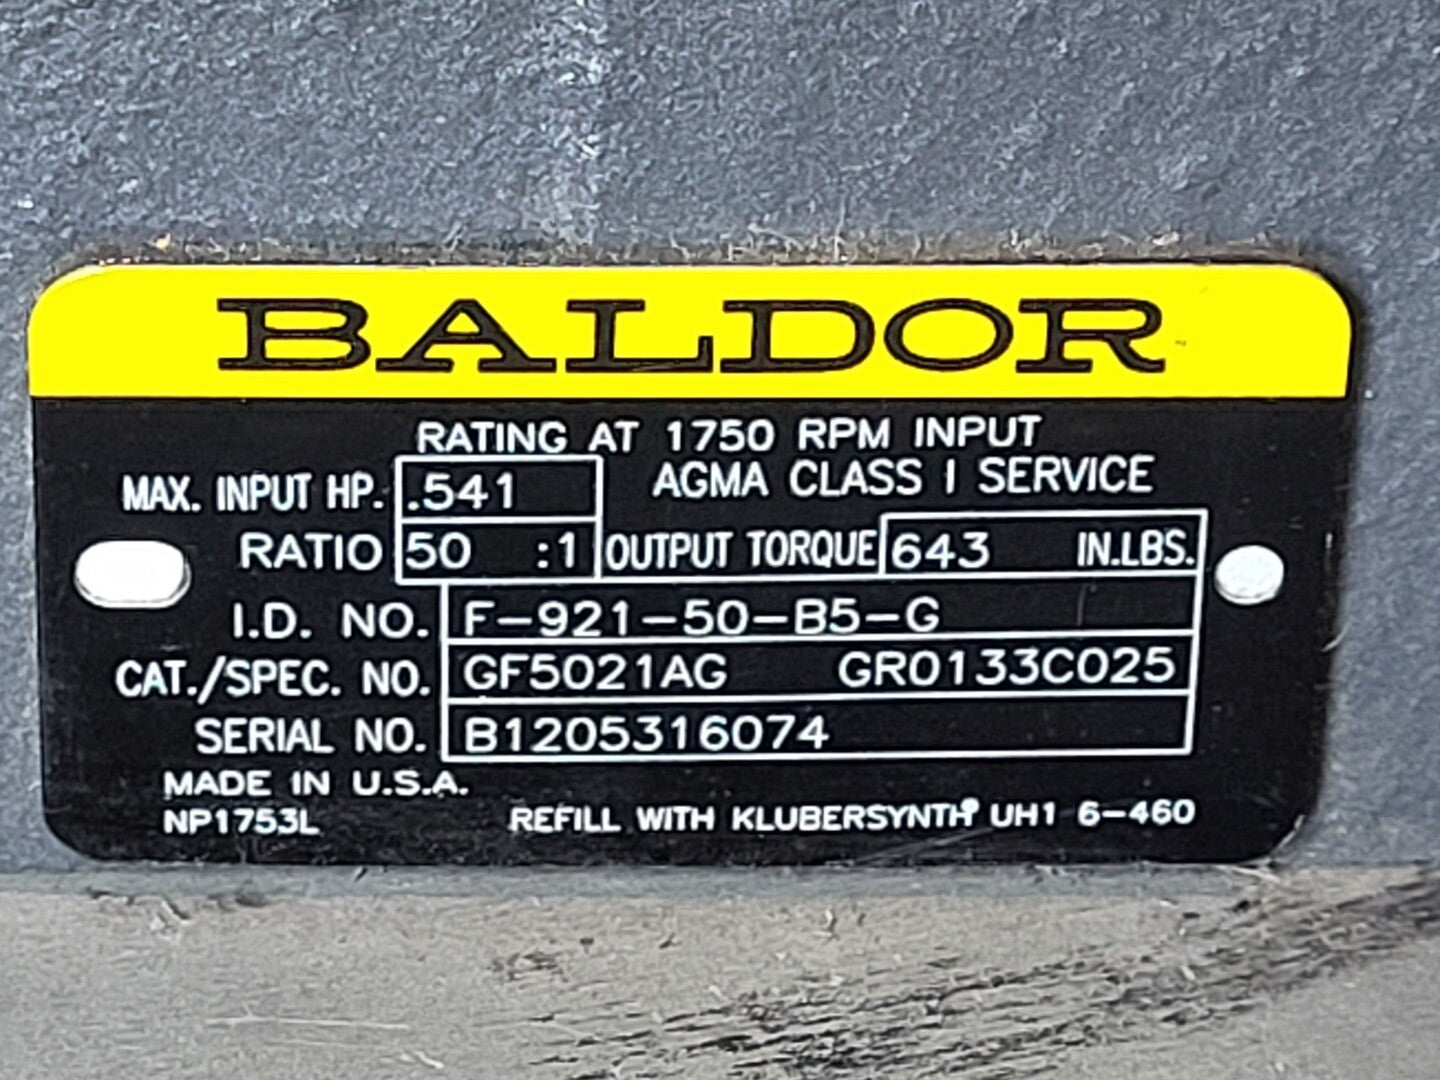 BALDOR
RATING AT 1750 RPM INPUT
MAX. INPUT HP. .541 AGMA CLASS I SERVICE
RATIO 50 :1 OUTPUT TORQUE 643 IN.LBS.
I.D. NO. F-921-50-B5-G
CAT./SPEC. NO. GF5021AG GR0133C025
SERIAL NO. B1205316074
MADE IN U.S.A.
NP1753L REFILL WITH KLUBERSYNTH® UH1 6-460